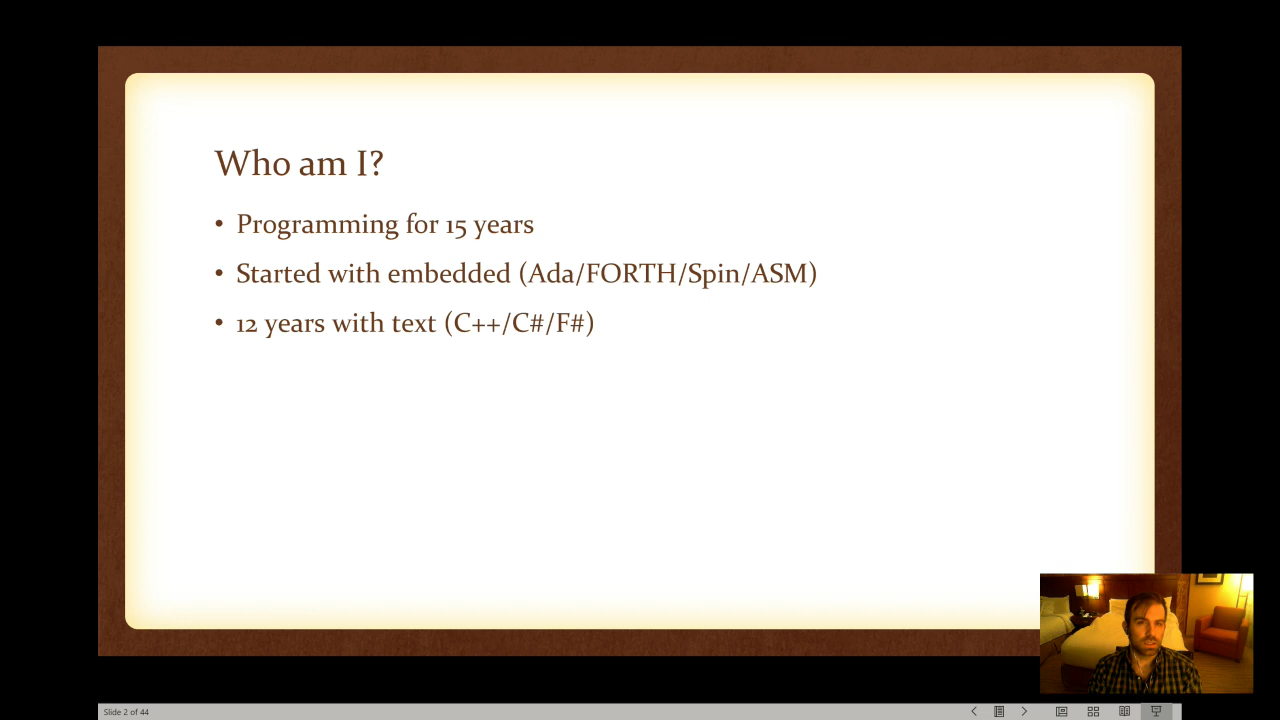 Who am I?
• Programming for 15 years
• Started with embedded (Ada/FORTH/Spin/ASM)
• 12 years with text (C++/C#/F#)
Slide 2 of 44